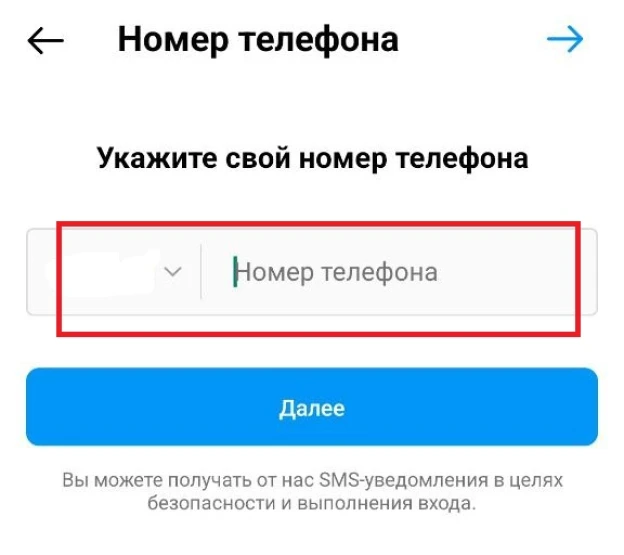 Номер телефона
Укажите свой номер телефона
Номер телефона
Далее
Вы можете получать от нас SMS-уведомления в целях
безопасности и выполнения входа.